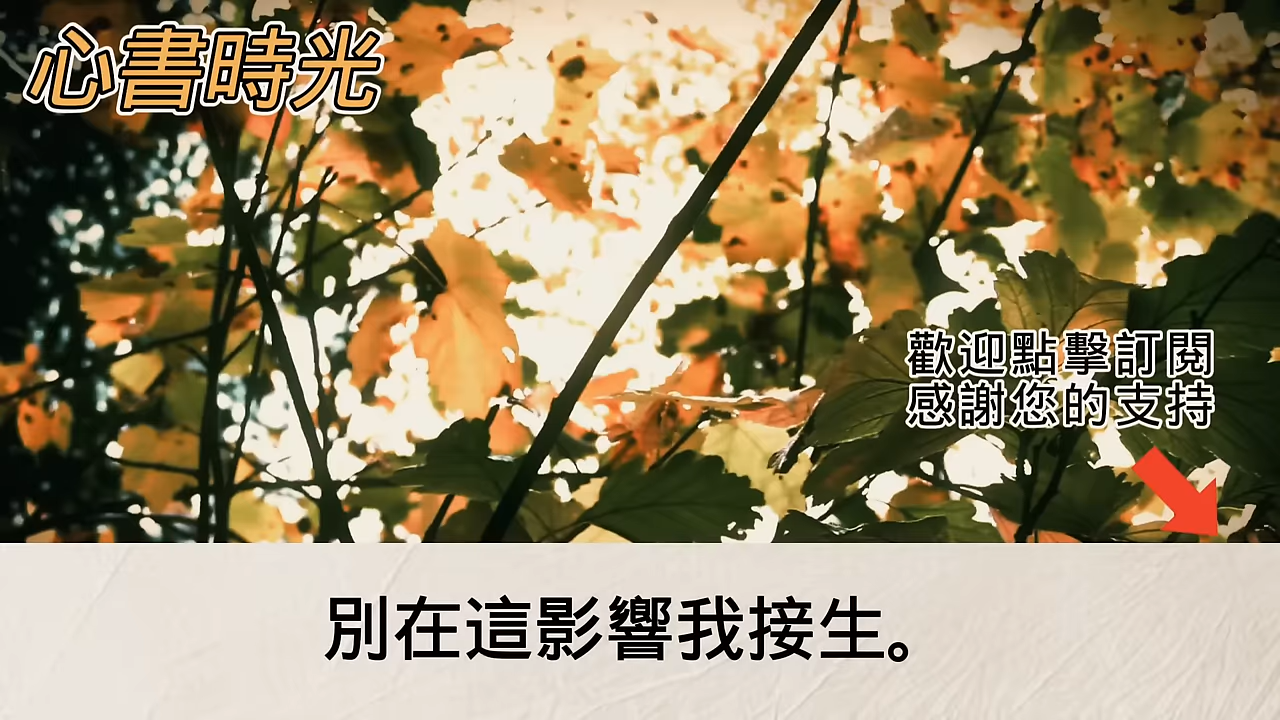 心書時光
歡迎點擊訂閱
感謝您的支持
別在這影響我接生。